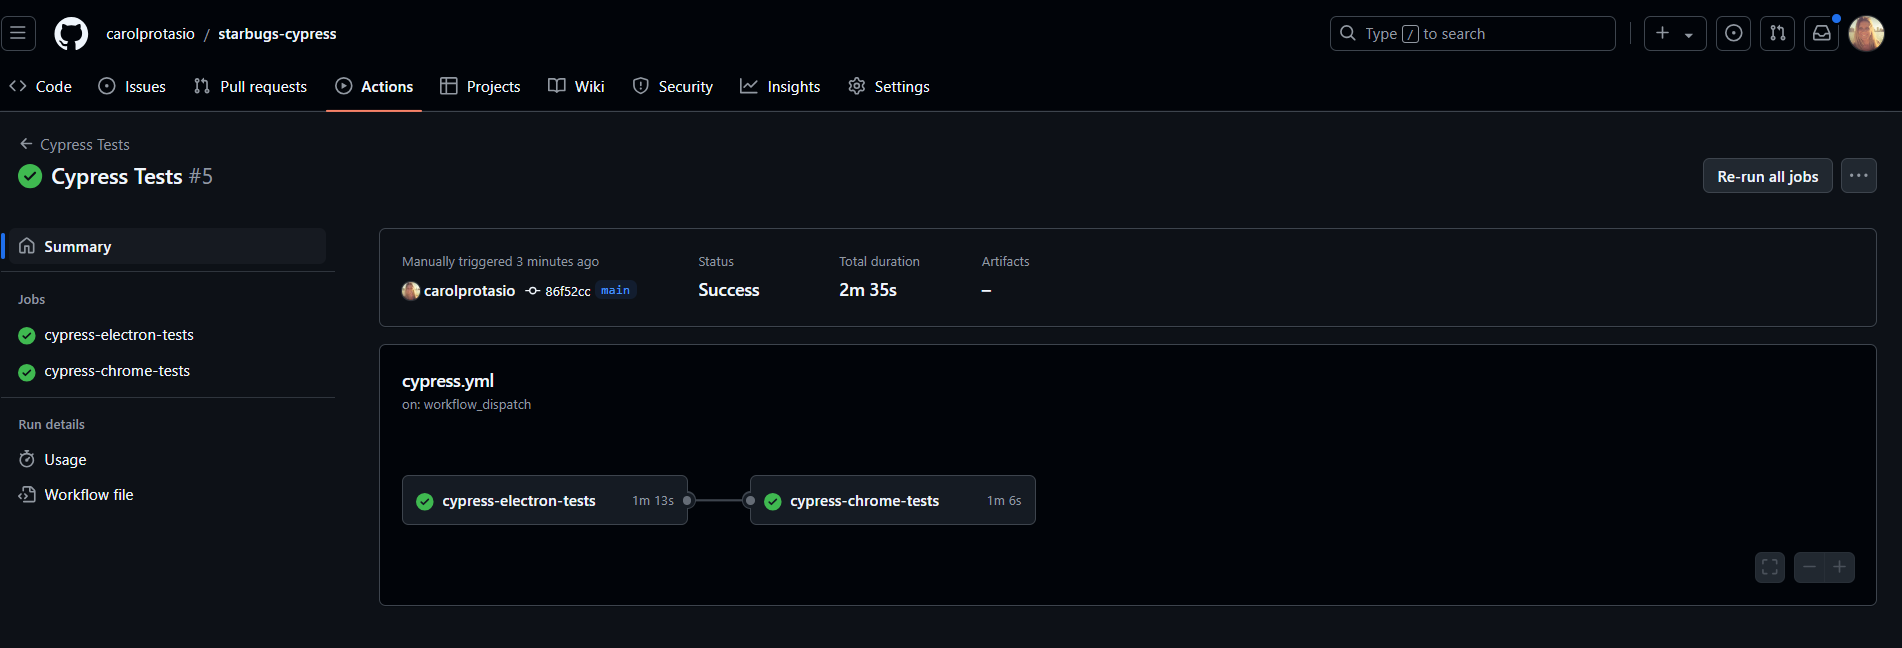 carolprotasio / starbugs-cypress
Type / to search
Code Issues Pull requests Actions Projects Wiki Security Insights Settings
Cypress Tests
Cypress Tests #5
Re-run all jobs
Summary
Jobs
cypress-electron-tests
cypress-chrome-tests
Run details
Usage
Workflow file
Manually triggered 3 minutes ago
carolprotasio 86f52cc main
Status
Success
Total duration
2m 35s
Artifacts
–
cypress.yml
on: workflow_dispatch
cypress-electron-tests 1m 13s
cypress-chrome-tests 1m 6s